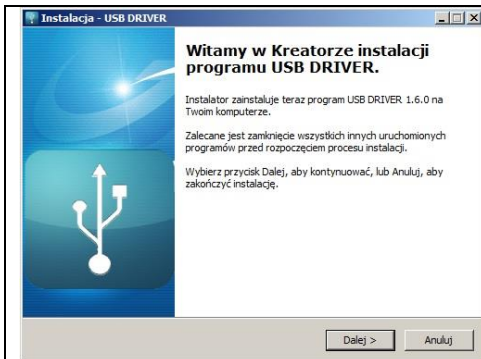 Instalacja - USB DRIVER
Witamy w Kreatorze instalacji
programu USB DRIVER.
Instalator zainstaluje teraz program USB DRIVER 1.6.0 na
Twoim komputerze.
Zalecane jest zamknięcie wszystkich innych uruchomionych
programów przed rozpoczęciem procesu instalacji.
Wybierz przycisk Dalej, aby kontynuować, lub Anuluj, aby
zakończyć instalację.
Dalej >
Anuluj